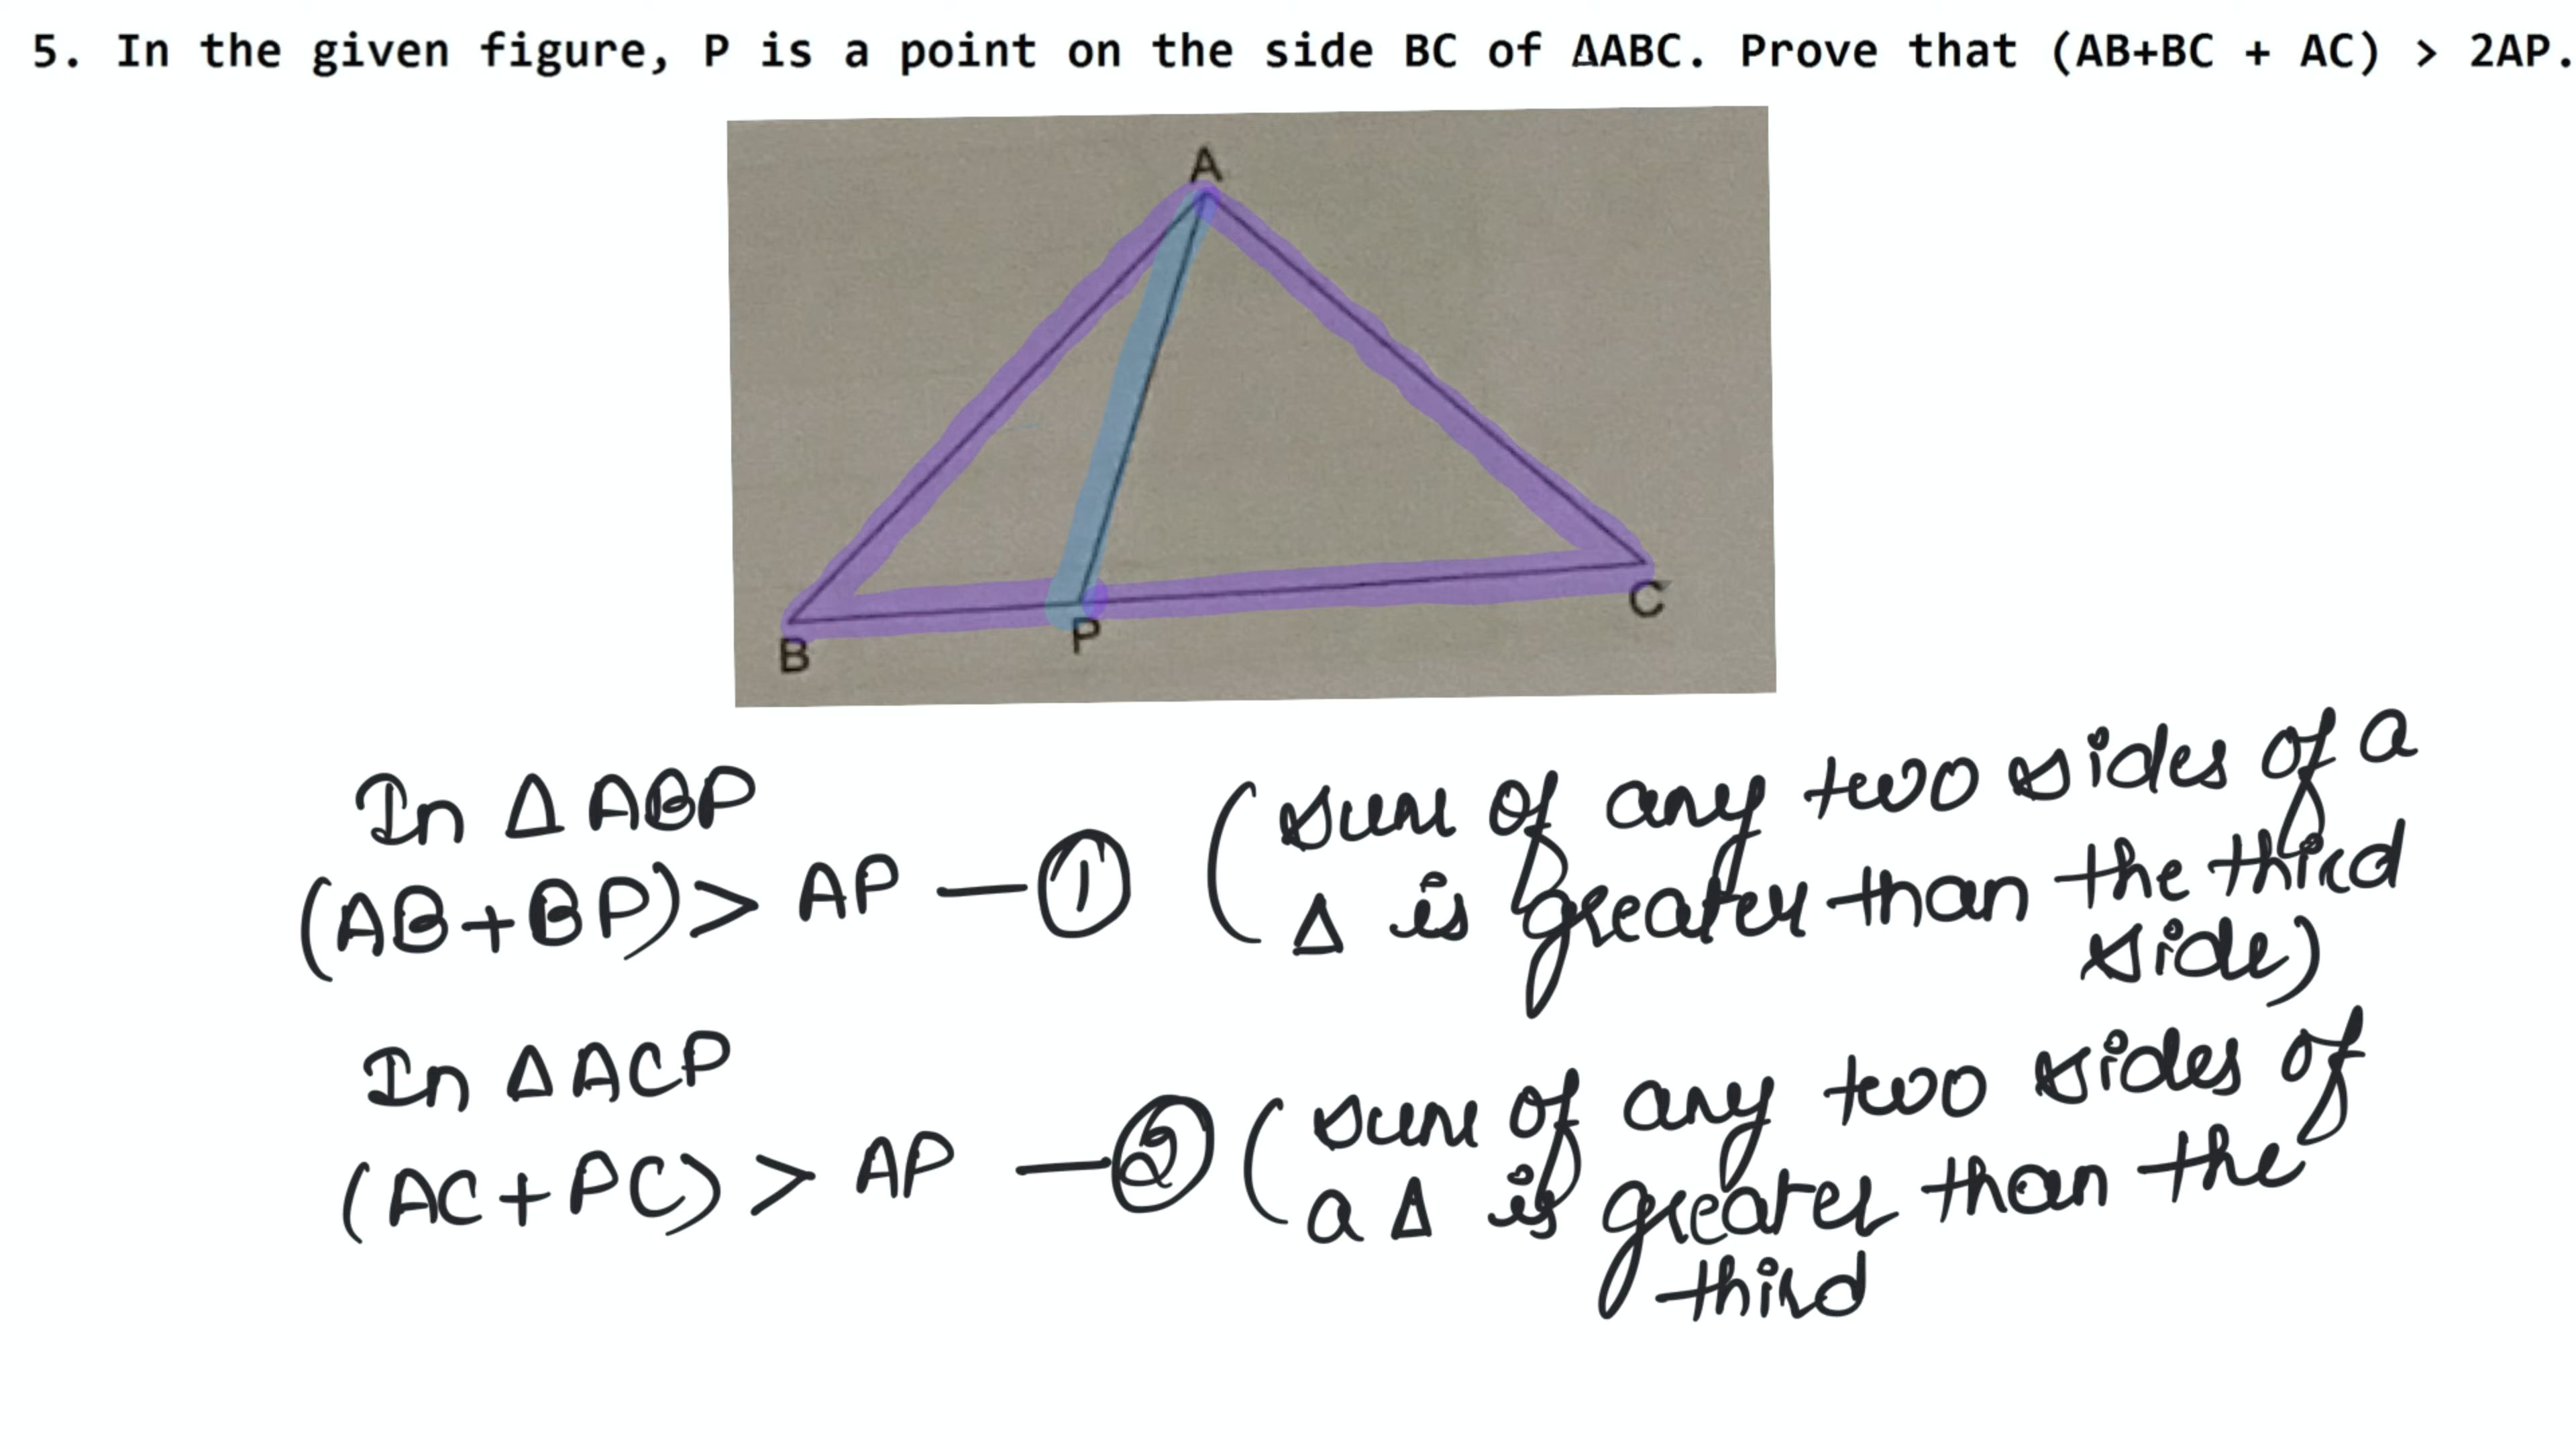 5. In the given figure, P is a point on the side BC of ΔABC. Prove that (AB+BC + AC) > 2AP.
A
B
P
C
In Δ ABP
(AB+BP) > AP — ① (sum of any two sides of a
Δ is greater than the third
side)
In Δ ACP
(AC+PC) > AP — ② (sum of any two sides of
a Δ is greater than the
third